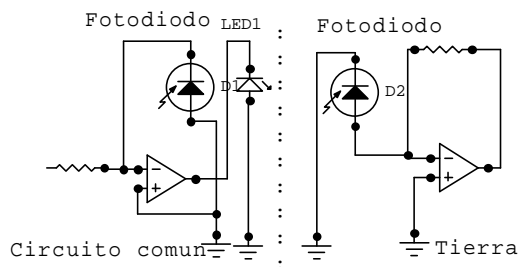 Fotodiodo LED1
Fotodiodo
D1
D2
Circuito comun
Tierra